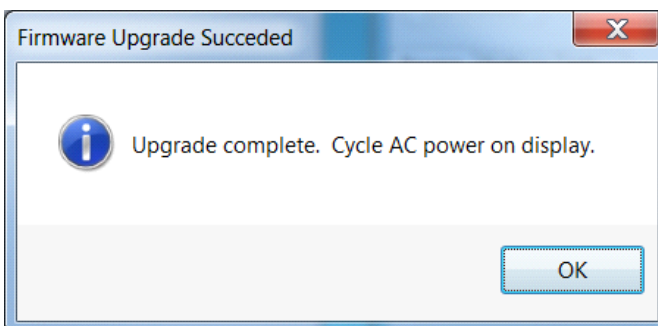 Firmware Upgrade Succeded
Upgrade complete.  Cycle AC power on display.
OK